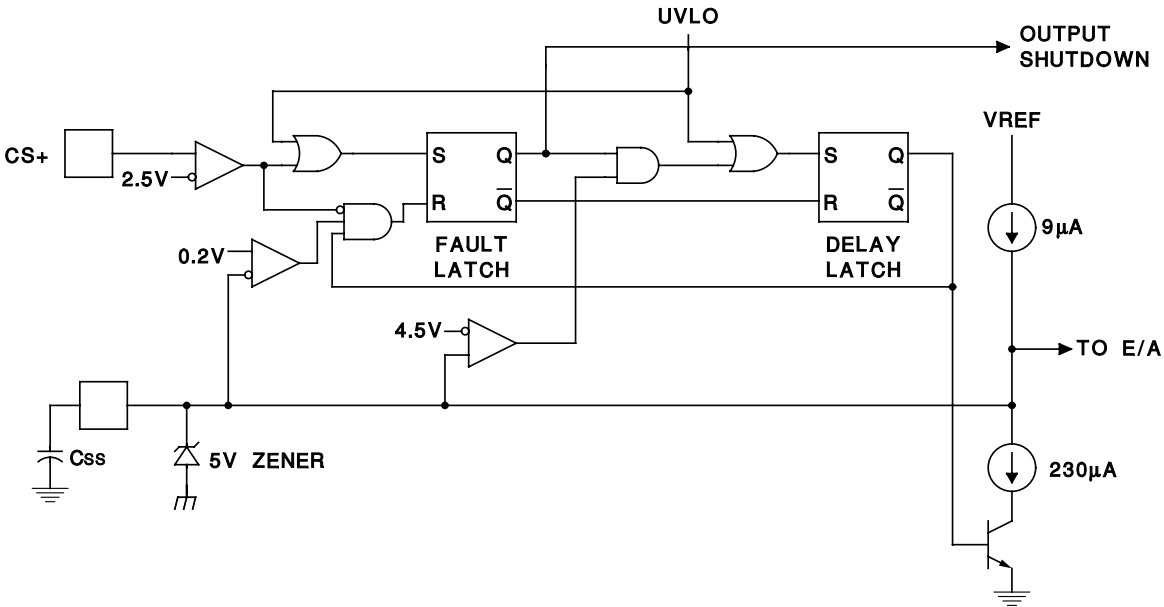 UVLO
OUTPUT
SHUTDOWN
VREF
CS+
2.5V
S
Q
R
Q̅
FAULT
LATCH
S
Q
R
Q̅
DELAY
LATCH
9μA
0.2V
4.5V
TO E/A
Css
5V ZENER
230μA